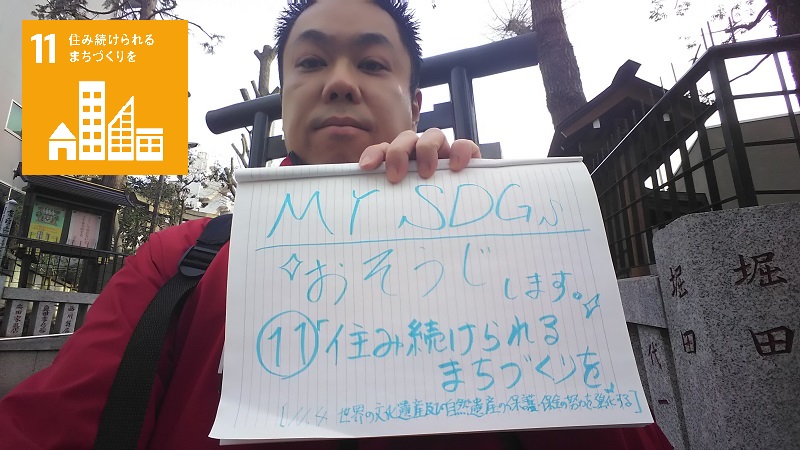 11 住み続けられる
まちづくりを
MY SDGs
おそうじします。
⑪「住み続けられる
まちづくりを」
[11.4 世界の文化遺産及び自然遺産の保護・保全の努力を強化する]
堀田
堀田